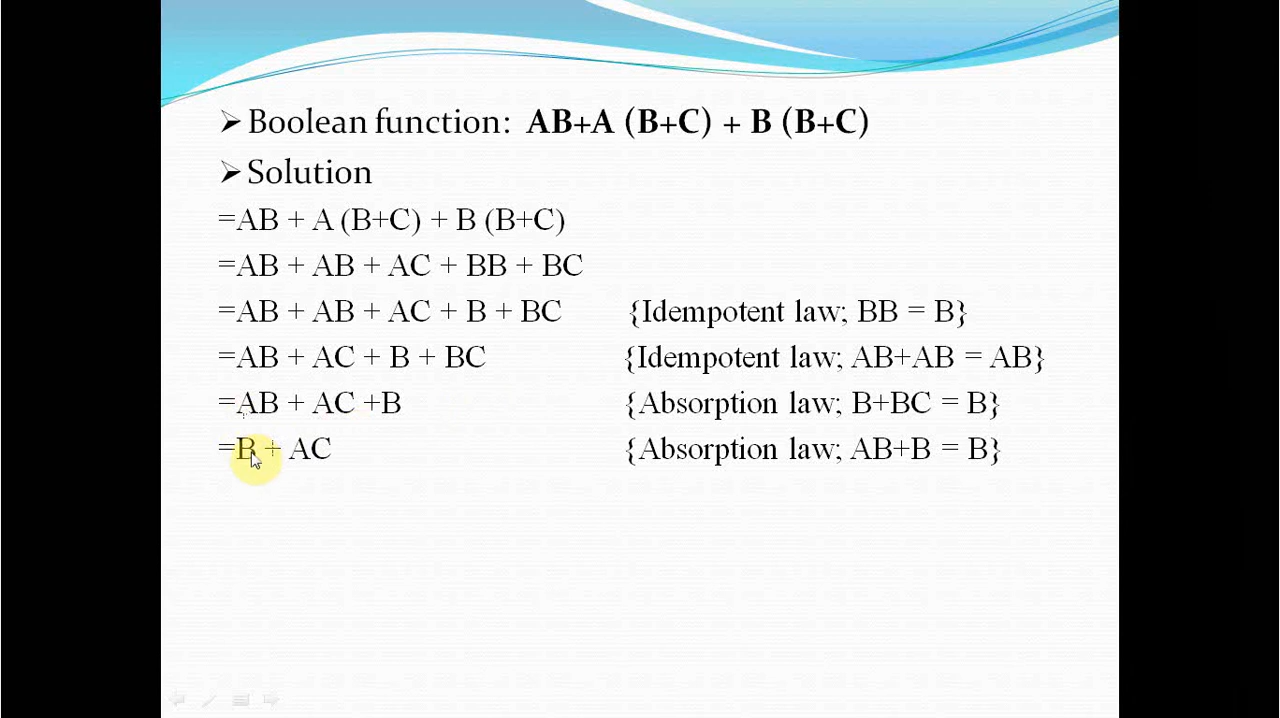 ➢ Boolean function: AB+A (B+C) + B (B+C)
➢ Solution
=AB + A (B+C) + B (B+C)
=AB + AB + AC + BB + BC
=AB + AB + AC + B + BC {Idempotent law; BB = B}
=AB + AC + B + BC {Idempotent law; AB+AB = AB}
=AB + AC +B {Absorption law; B+BC = B}
=B + AC {Absorption law; AB+B = B}